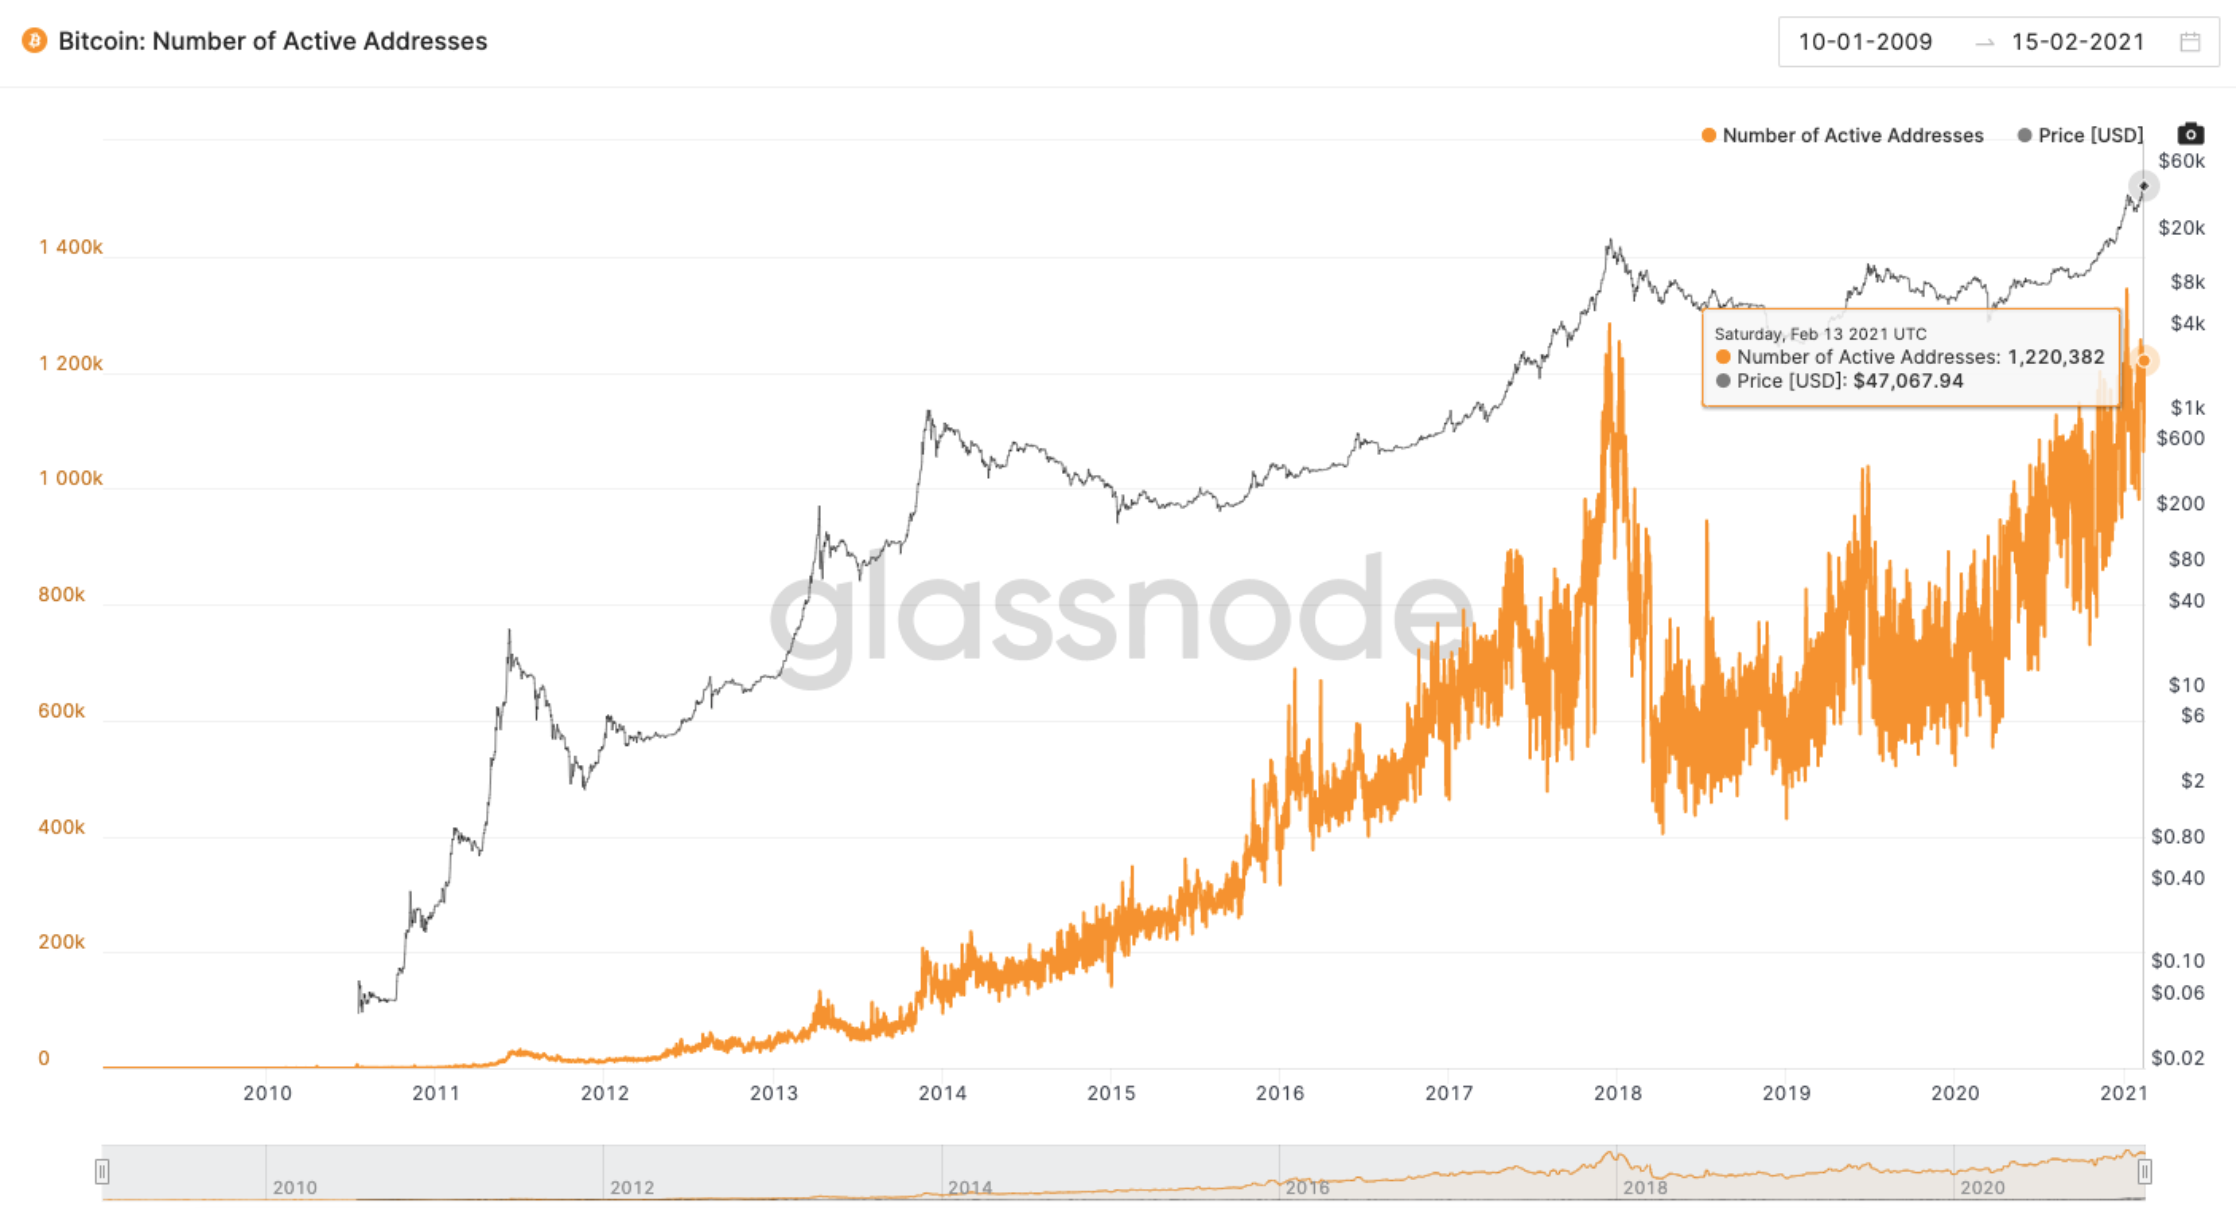 Bitcoin: Number of Active Addresses
10-01-2009 → 15-02-2021
Number of Active Addresses Price [USD]
1 400k
1 200k
1 000k
800k
600k
400k
200k
0
$60k
$20k
$8k
$4k
$1k
$600
$200
$80
$40
$10
$6
$2
$0.80
$0.40
$0.10
$0.06
$0.02
Saturday, Feb 13 2021 UTC
Number of Active Addresses: 1,220,382
Price [USD]: $47,067.94
glassnode
2010 2011 2012 2013 2014 2015 2016 2017 2018 2019 2020 2021
2010 2012 2014 2016 2018 2020